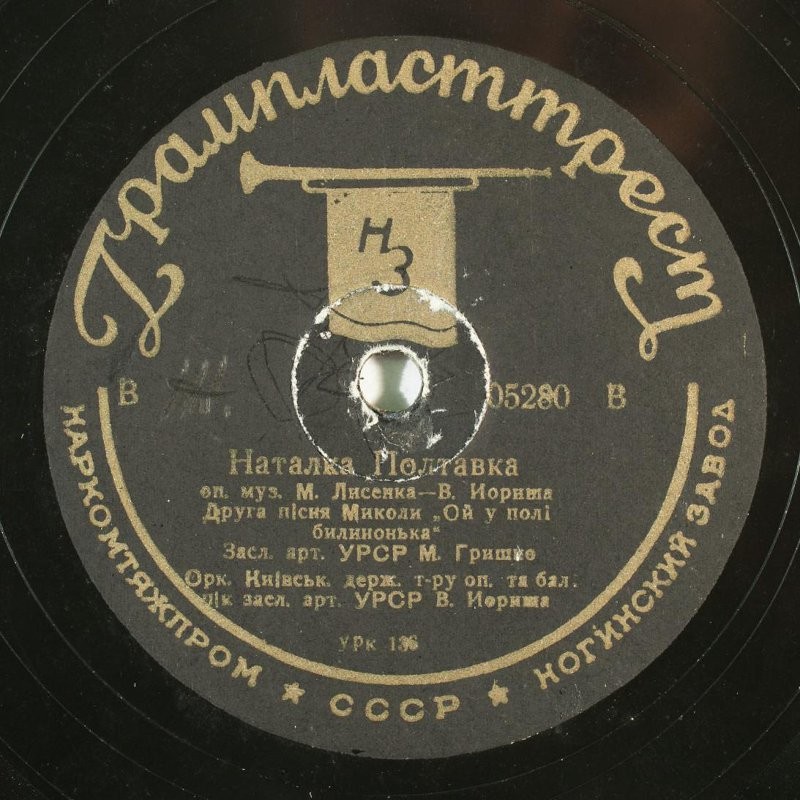 Грампласттрест
НЗ
В 05280 В
Наталка Полтавка
оп. муз. М. Лисенка—В. Йориша
Друга пісня Миколи „Ой у полі
билинонька"
Засл. арт. УРСР М. Гришко
Орк. Київськ. держ. т-ру оп. та бал.
п/к засл. арт. УРСР В. Йориша
УРК 136
НАРКОМТЯЖПРОМ ★ СССР ★ НОГИНСКИЙ ЗАВОД